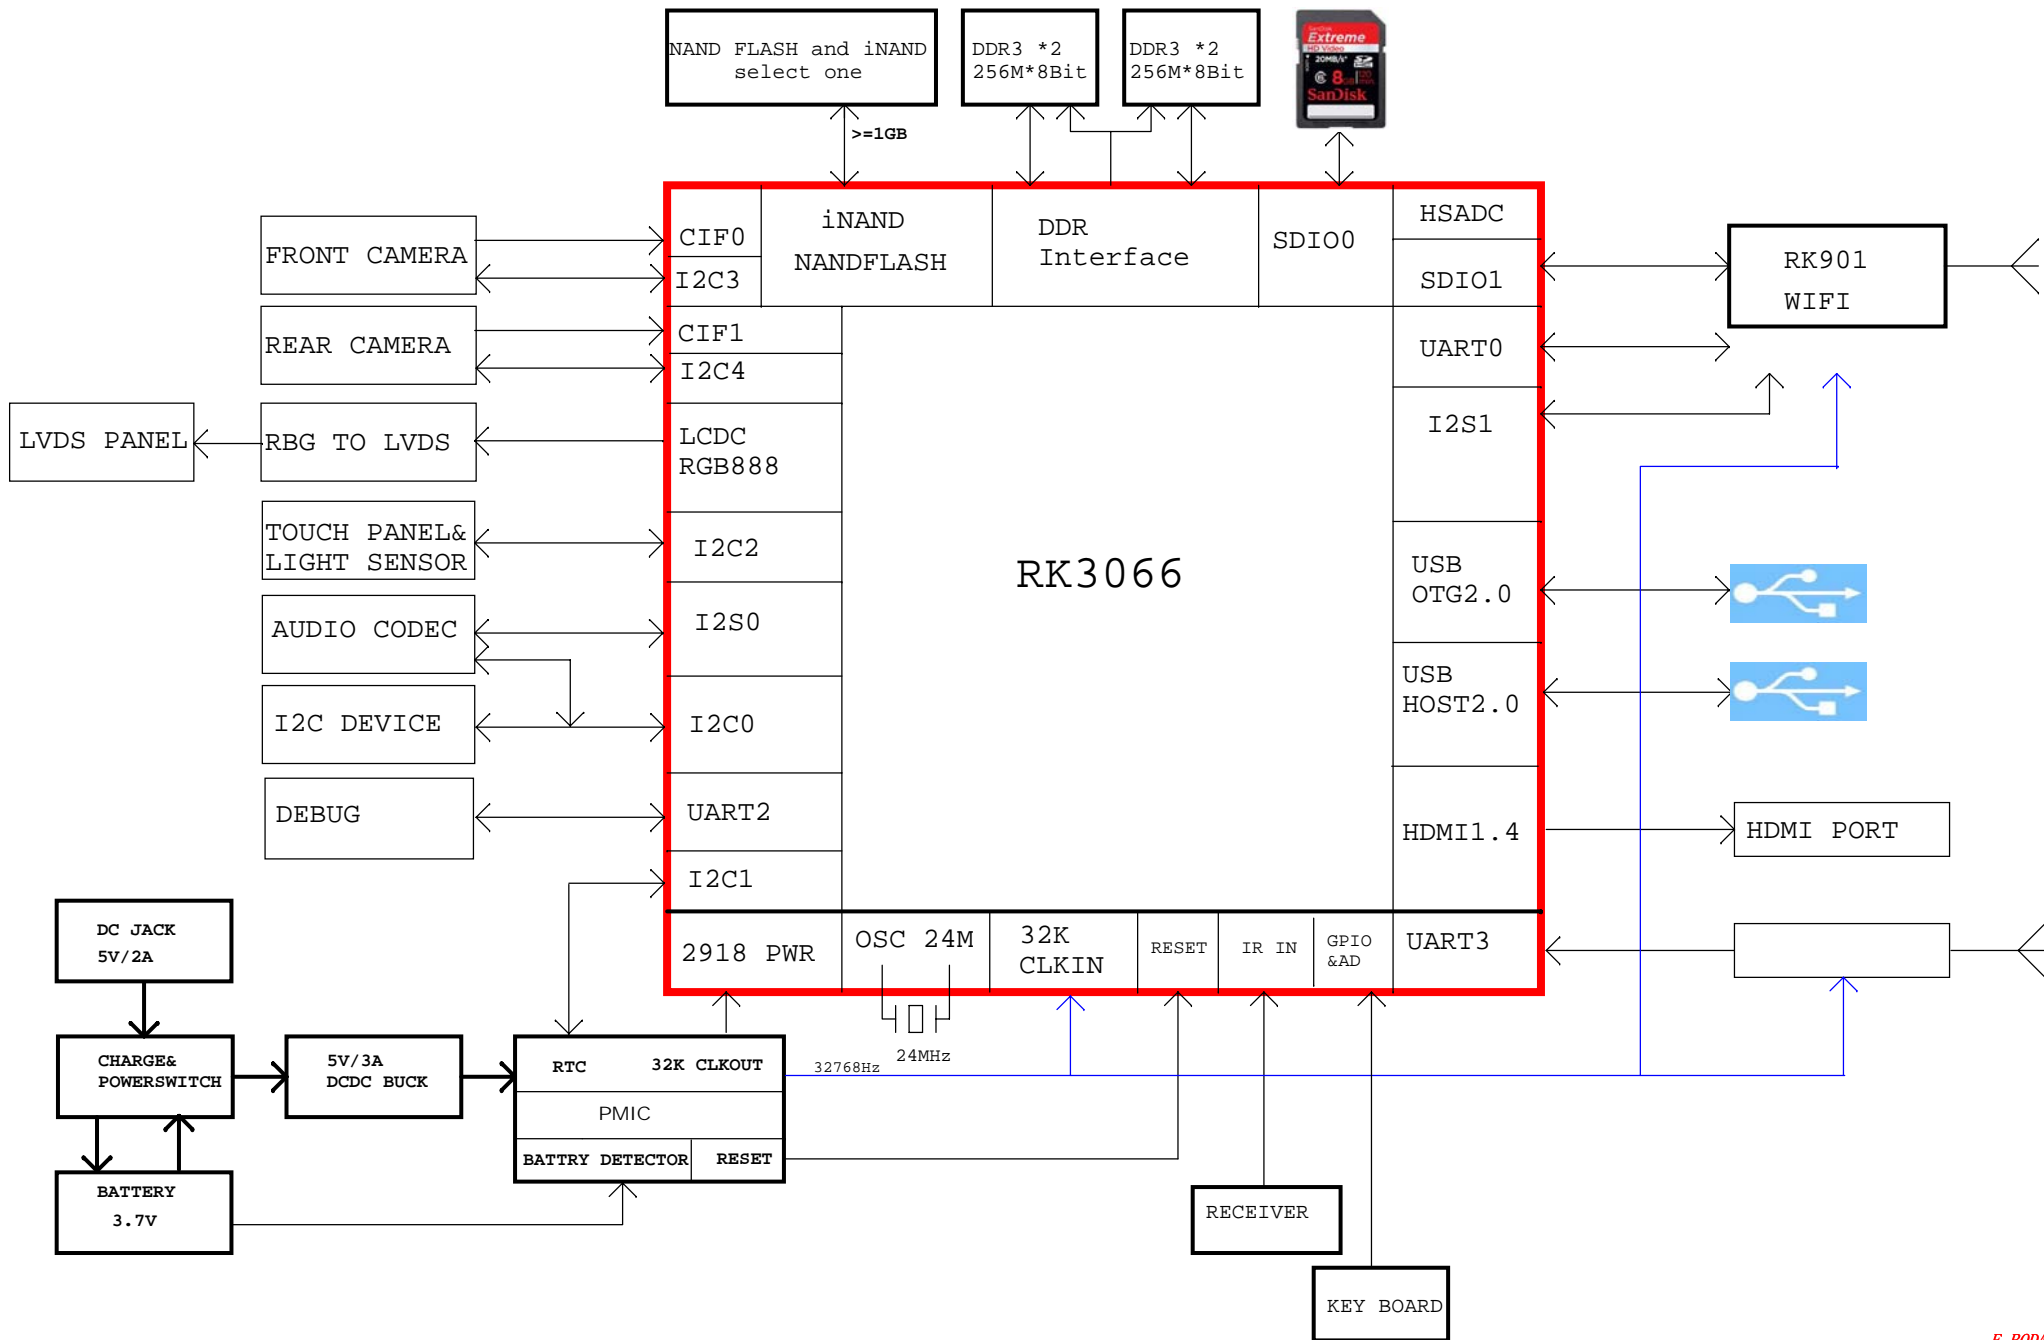 NAND FLASH and iNAND
select one
DDR3 *2
256M*8Bit
DDR3 *2
256M*8Bit
SanDisk
Extreme
HD Video
20MB/s*
8
SanDisk
>=1GB
FRONT CAMERA
REAR CAMERA
LVDS PANEL
RBG TO LVDS
TOUCH PANEL&
LIGHT SENSOR
AUDIO CODEC
I2C DEVICE
DEBUG
CIF0
I2C3
iNAND
NANDFLASH
DDR
Interface
SDIO0
HSADC
SDIO1
CIF1
I2C4
LCDC
RGB888
I2C2
I2S0
I2C0
UART2
I2C1
RK3066
UART0
I2S1
USB
OTG2.0
USB
HOST2.0
HDMI1.4
UART3
2918 PWR
OSC 24M
32K
CLKIN
RESET
IR IN
GPIO
&AD
RK901
WIFI
HDMI PORT
DC JACK
5V/2A
CHARGE&
POWERSWITCH
5V/3A
DCDC BUCK
BATTERY
3.7V
RTC
32K CLKOUT
PMIC
BATTRY DETECTOR
RESET
24MHz
32768Hz
RECEIVER
KEY BOARD